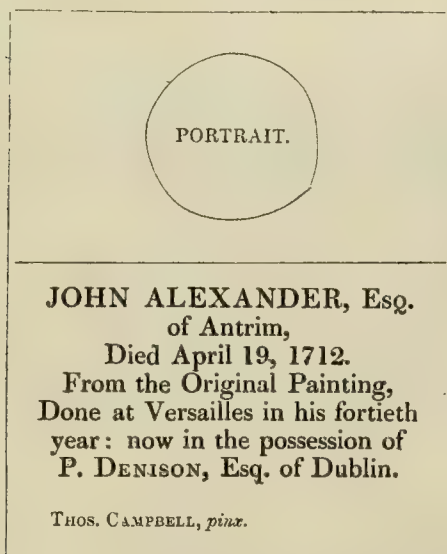 PORTRAIT.
JOHN ALEXANDER, Esq.
of Antrim,
Died April 19, 1712.
From the Original Painting,
Done at Versailles in his fortieth
year: now in the possession of
P. DENISON, Esq. of Dublin.
THOS. CAMPBELL, pinx.